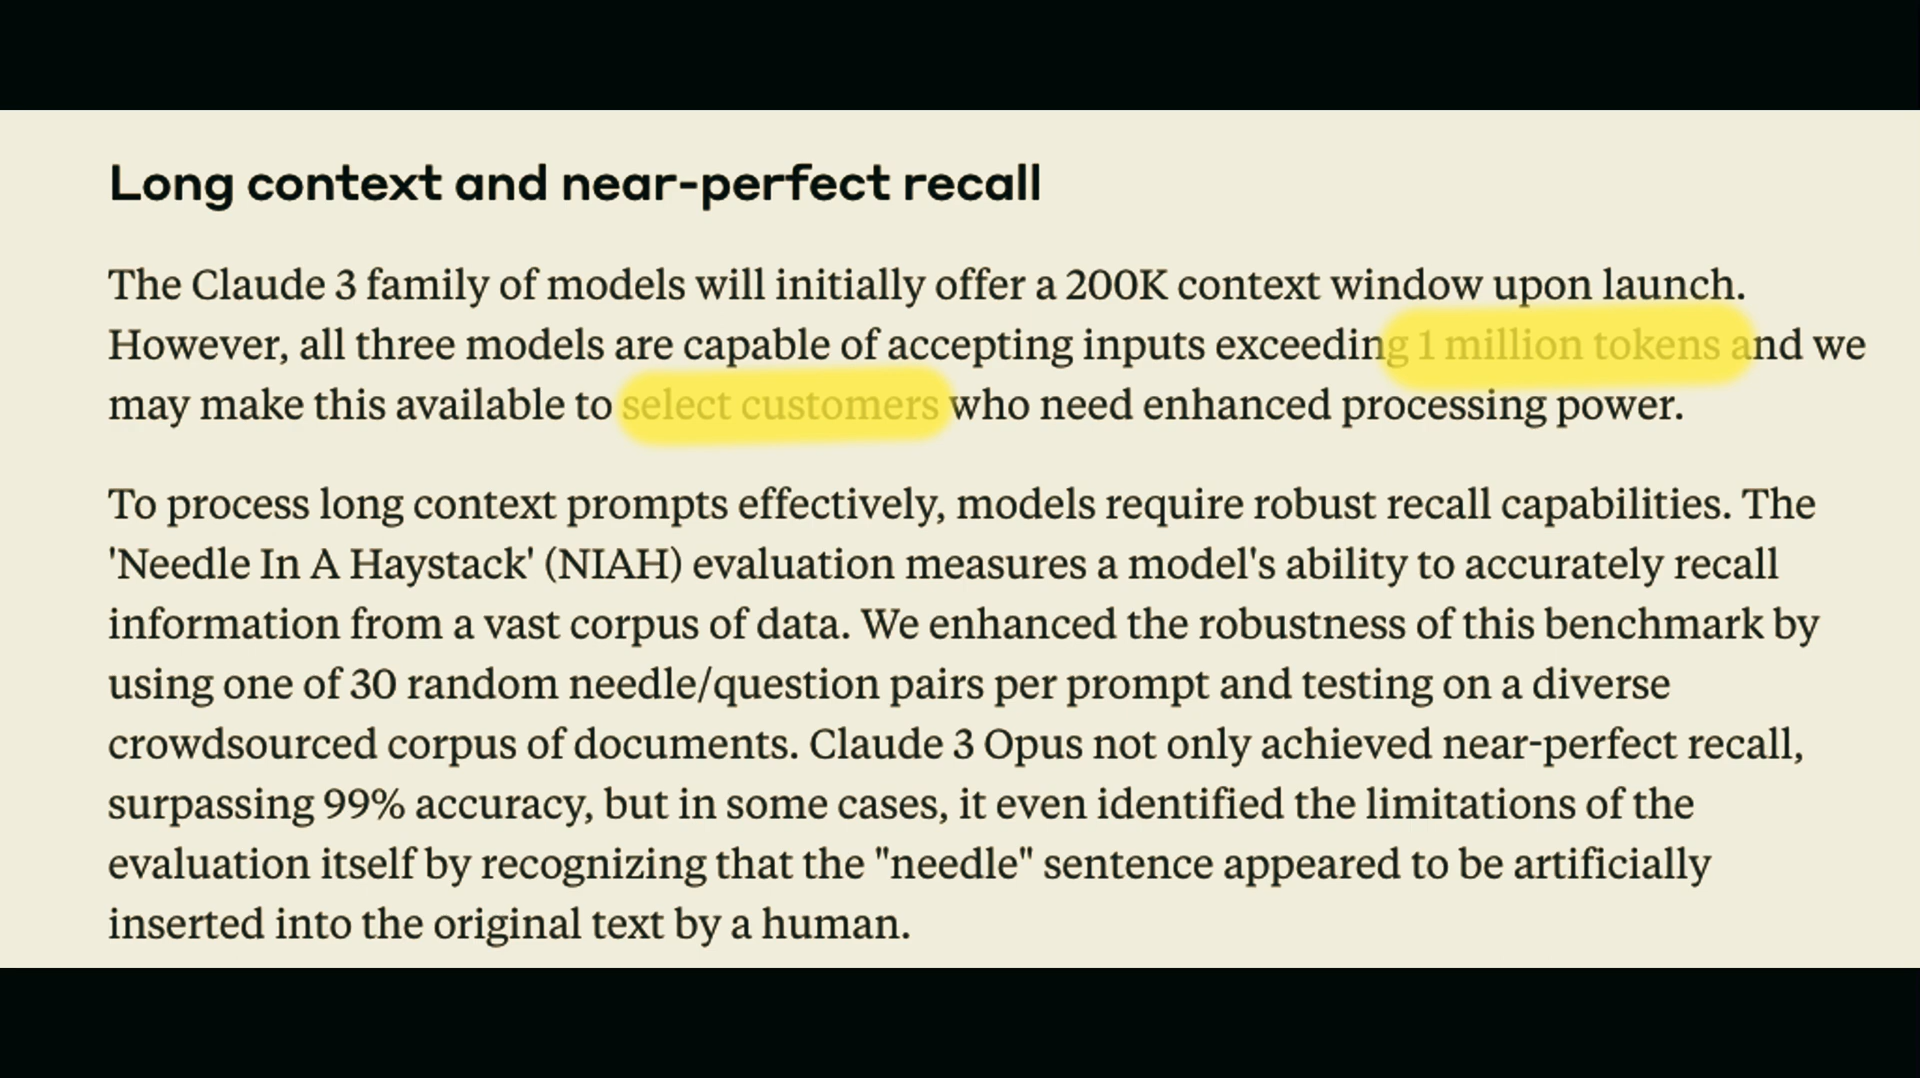 Long context and near-perfect recall
The Claude 3 family of models will initially offer a 200K context window upon launch.
However, all three models are capable of accepting inputs exceeding 1 million tokens and we
may make this available to select customers who need enhanced processing power.
To process long context prompts effectively, models require robust recall capabilities. The
'Needle In A Haystack' (NIAH) evaluation measures a model's ability to accurately recall
information from a vast corpus of data. We enhanced the robustness of this benchmark by
using one of 30 random needle/question pairs per prompt and testing on a diverse
crowdsourced corpus of documents. Claude 3 Opus not only achieved near-perfect recall,
surpassing 99% accuracy, but in some cases, it even identified the limitations of the
evaluation itself by recognizing that the "needle" sentence appeared to be artificially
inserted into the original text by a human.